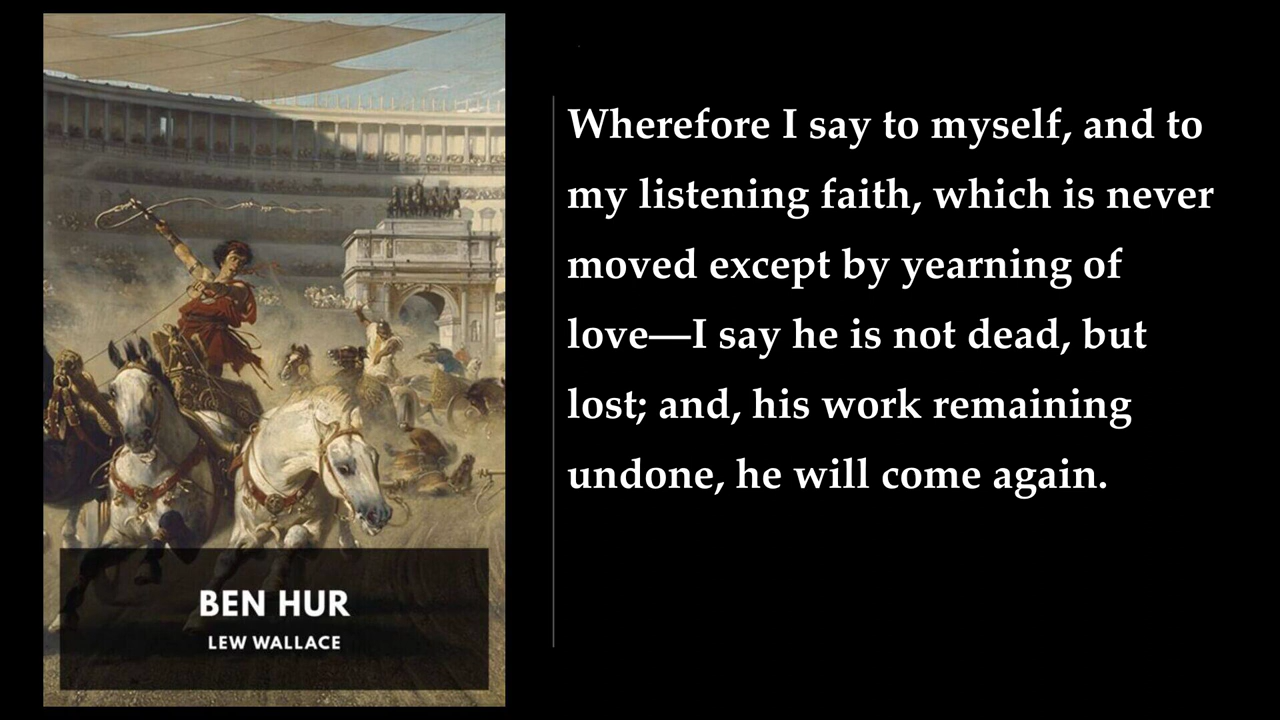 BEN HUR
LEW WALLACE
Wherefore I say to myself, and to
my listening faith, which is never
moved except by yearning of
love—I say he is not dead, but
lost; and, his work remaining
undone, he will come again.